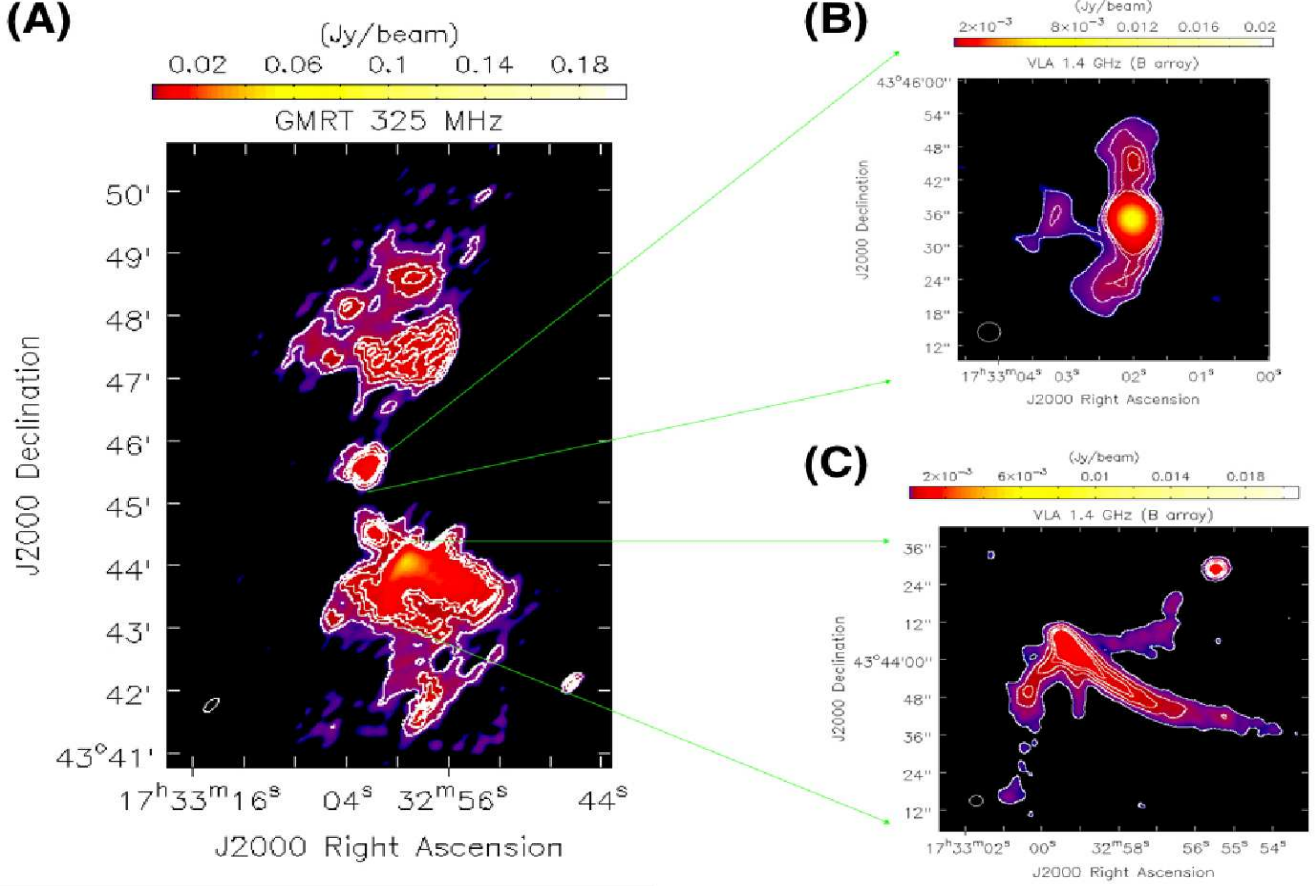 (A)
(Jy/beam)
0.02 0.06 0.1 0.14 0.18
GMRT 325 MHz
50'
49'
48'
47'
46'
45'
44'
43'
42'
43°41'
J2000 Declination
17ʰ33ᵐ16ˢ 04ˢ 32ᵐ56ˢ 44ˢ
J2000 Right Ascension
(B)
(Jy/beam)
2×10⁻³ 8×10⁻³ 0.012 0.016 0.02
VLA 1.4 GHz (B array)
43°46'00"
54"
48"
42"
36"
30"
24"
18"
12"
J2000 Declination
17ʰ33ᵐ04ˢ 03ˢ 02ˢ 01ˢ 00ˢ
J2000 Right Ascension
(C)
(Jy/beam)
2×10⁻³ 6×10⁻³ 0.01 0.014 0.018
VLA 1.4 GHz (B array)
36"
24"
12"
43°44'00"
48"
36"
24"
12"
J2000 Declination
17ʰ33ᵐ02ˢ 00ˢ 32ᵐ58ˢ 56ˢ 55ˢ 54ˢ
J2000 Right Ascension